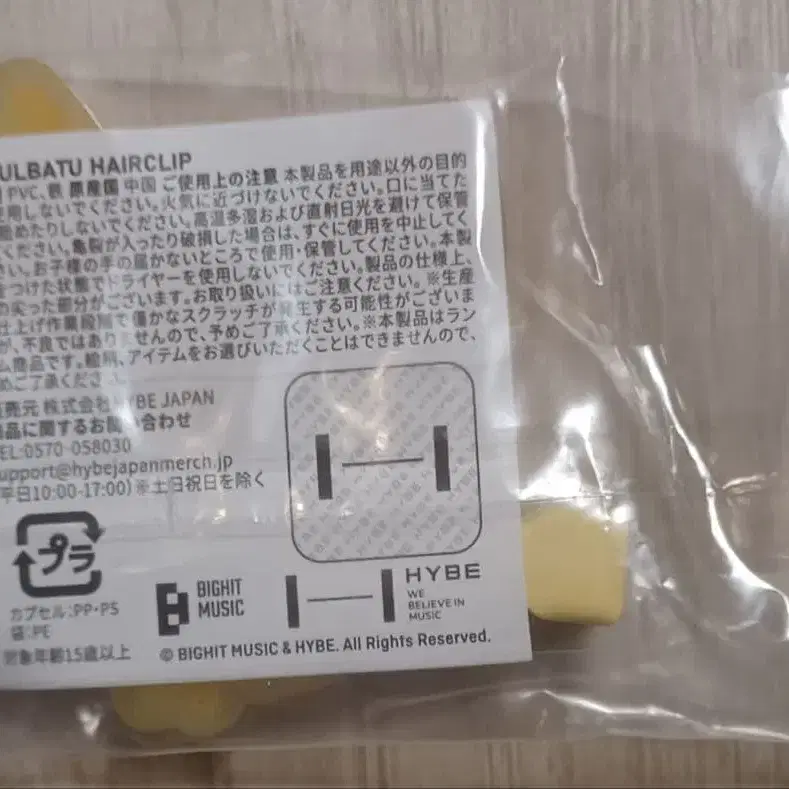 ULBATU HAIRCLIP
PVC、鉄 原産国 中国 ご使用上の注意 本製品を用途以外の目的
使用しないでください。火気に近づけないでください。口に当てた
舐めたりしないでください。高温多湿および直射日光を避けて保管
ください。亀裂が入ったり破損した場合は、すぐに使用を中止してく
さい。お子様の手の届かないところで使用・保管してください。本製
をつけた状態でドライヤーを使用しないでください。製品の仕様上、
の尖った部分がございます。お取り扱いにはご注意ください。※生産
仕上げ作業段階で僅かなスクラッチが発生する可能性がございま
が、不良ではありませんので、予めご了承ください。※本製品はラン
ム商品です。絵柄、アイテムをお選びいただくことはできませんので、
めご了承ください
販売元 株式会社HYBE JAPAN
商品に関するお問い合わせ
TEL:0570-058030
support@hybejapanmerch.jp
平日10:00-17:00)※土日祝日を除く
プラ
カプセル:PP・PS
袋:PE
対象年齢15歳以上
BIGHIT
MUSIC
HYBE
WE
BELIEVE IN
MUSIC
© BIGHIT MUSIC & HYBE. All Rights Reserved.